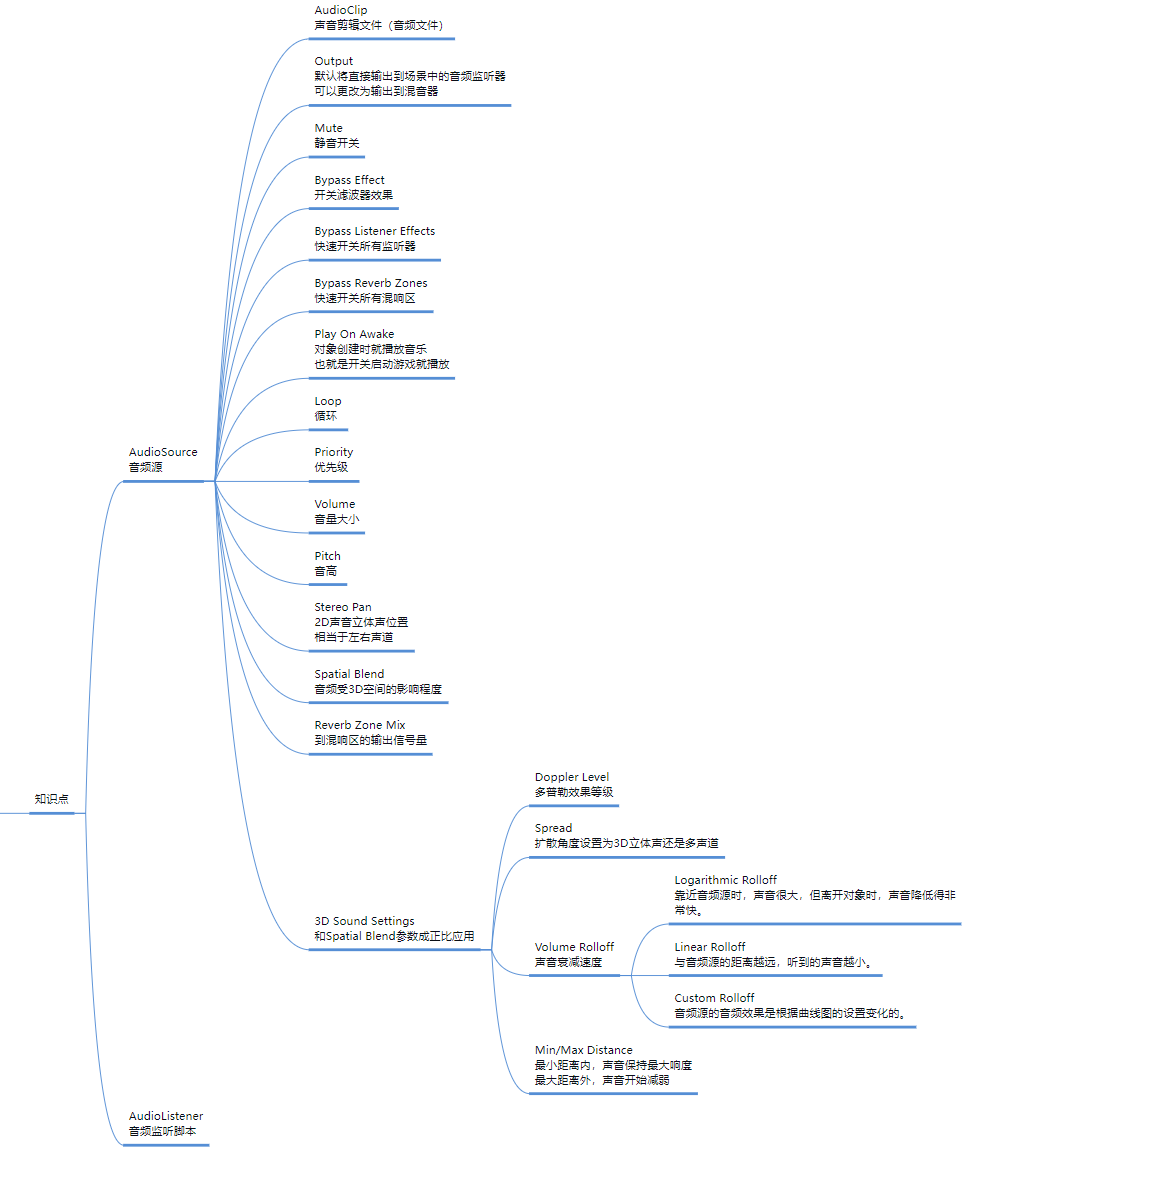 AudioClip
声音剪辑文件（音频文件）
Output
默认将直接输出到场景中的音频监听器
可以更改为输出到混音器
Mute
静音开关
Bypass Effect
开关滤波器效果
Bypass Listener Effects
快速开关所有监听器
Bypass Reverb Zones
快速开关所有混响区
Play On Awake
对象创建时就播放音乐
也就是开关启动游戏就播放
Loop
循环
AudioSource
音频源
Priority
优先级
Volume
音量大小
Pitch
音高
Stereo Pan
2D声音立体声位置
相当于左右声道
Spatial Blend
音频受3D空间的影响程度
Reverb Zone Mix
到混响区的输出信号量
知识点
3D Sound Settings
和Spatial Blend参数成正比应用
Doppler Level
多普勒效果等级
Spread
扩散角度设置为3D立体声还是多声道
Volume Rolloff
声音衰减速度
Logarithmic Rolloff
靠近音频源时，声音很大，但离开对象时，声音降低得非
常快。
Linear Rolloff
与音频源的距离越远，听到的声音越小。
Custom Rolloff
音频源的音频效果是根据曲线图的设置变化的。
Min/Max Distance
最小距离内，声音保持最大响度
最大距离外，声音开始减弱
AudioListener
音频监听脚本